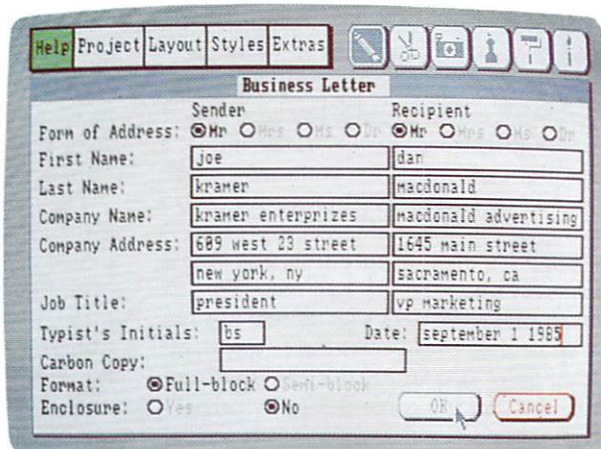 Help Project Layout Styles Extras
Business Letter
Sender Recipient
Form of Address: Mr Mrs Ms Dr Mr Mrs Ms Dr
First Name: joe dan
Last Name: kramer macdonald
Company Name: kramer enterprizes macdonald advertising
Company Address: 609 west 23 street 1645 main street
new york, ny sacramento, ca
Job Title: president vp marketing
Typist's Initials: bs Date: september 1 1985
Carbon Copy:
Format: Full-block Semi-block
Enclosure: Yes No OK Cancel